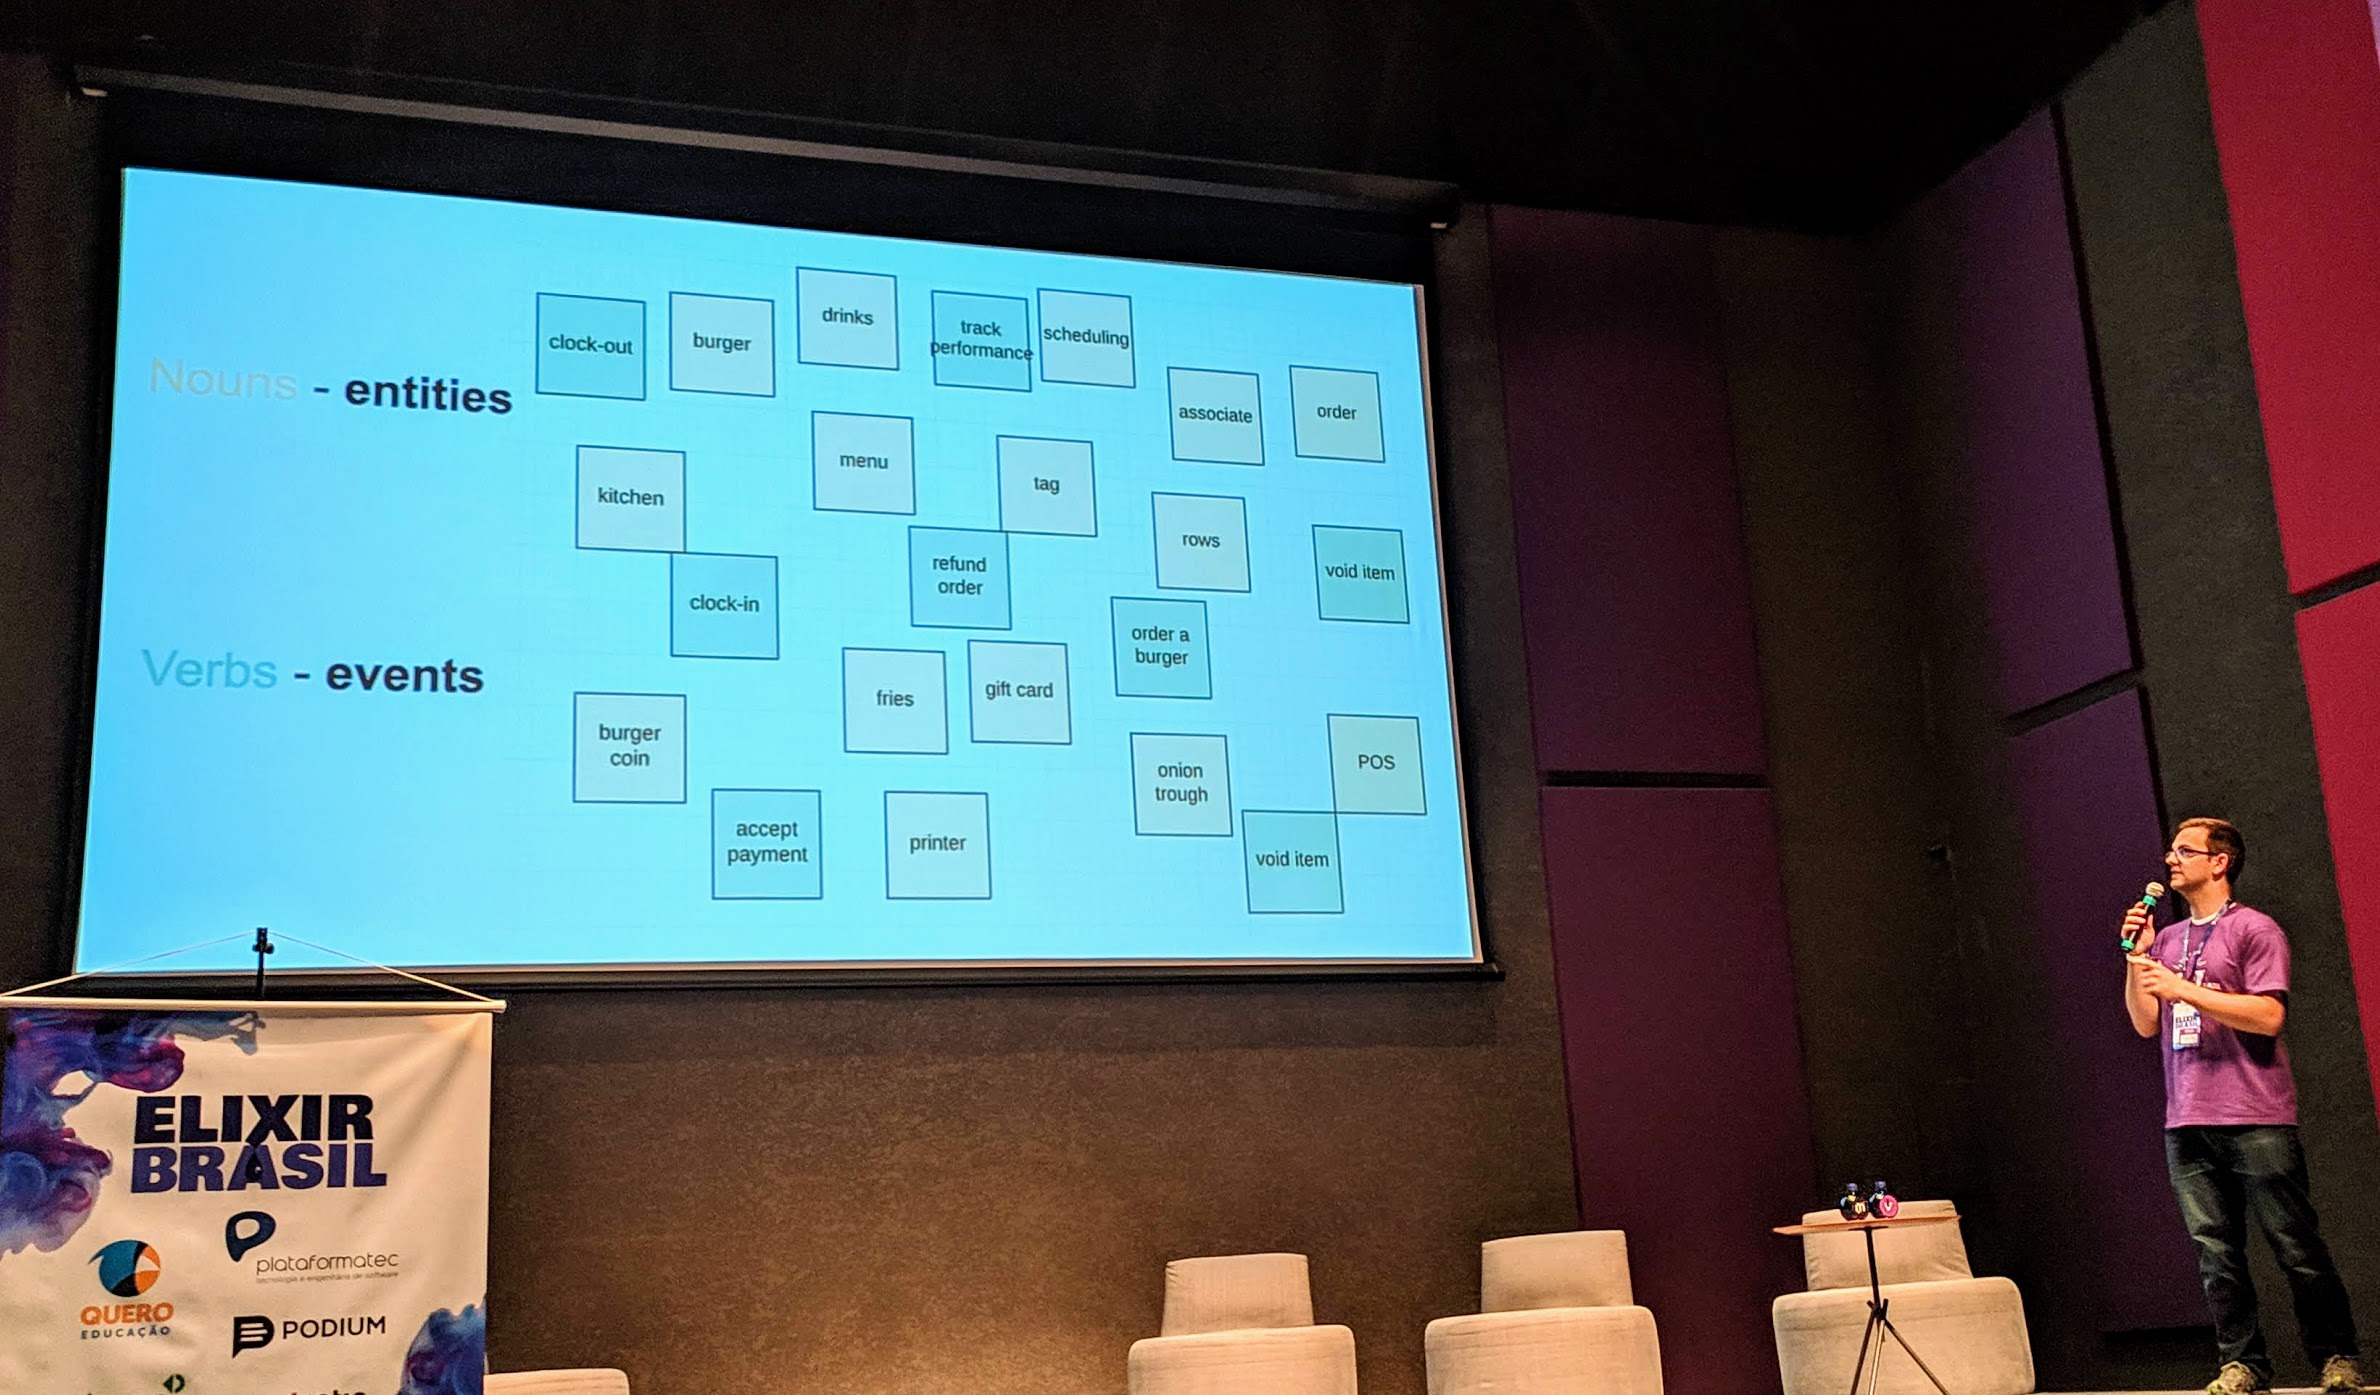 Nouns - entities
Verbs - events
clock-out
burger
drinks
track
performance
scheduling
associate
order
kitchen
menu
tag
rows
void item
clock-in
refund
order
order a
burger
fries
gift card
burger
coin
onion
trough
POS
accept
payment
printer
void item
ELIXIR
BRASIL
plataformatec
tecnologia e engenharia de software
QUERO
EDUCAÇÃO
PODIUM
ELIXIR
BRASIL